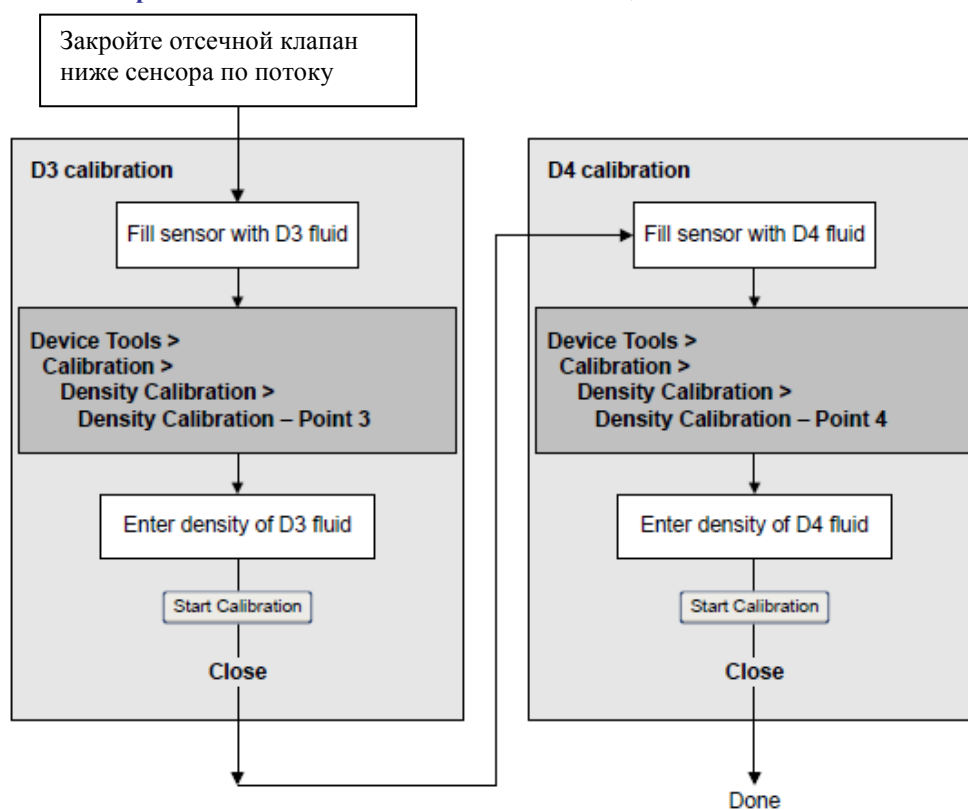 Закройте отсечной клапан
ниже сенсора по потоку
D3 calibration
Fill sensor with D3 fluid
Device Tools >
Calibration >
Density Calibration >
Density Calibration – Point 3
Enter density of D3 fluid
Start Calibration
Close
D4 calibration
Fill sensor with D4 fluid
Device Tools >
Calibration >
Density Calibration >
Density Calibration – Point 4
Enter density of D4 fluid
Start Calibration
Close
Done